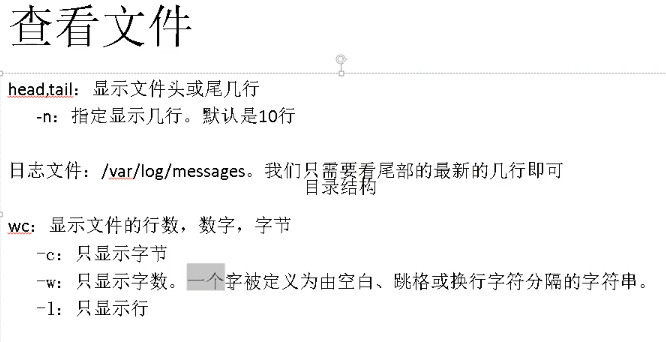 查看文件
head,tail：显示文件头或尾几行
-n：指定显示几行。默认是10行
日志文件：/var/log/messages。我们只需要看尾部的最新的几行即可
目录结构
wc：显示文件的行数，数字，字节
-c：只显示字节
-w：只显示字数。一个字被定义为由空白、跳格或换行字符分隔的字符串。
-l：只显示行